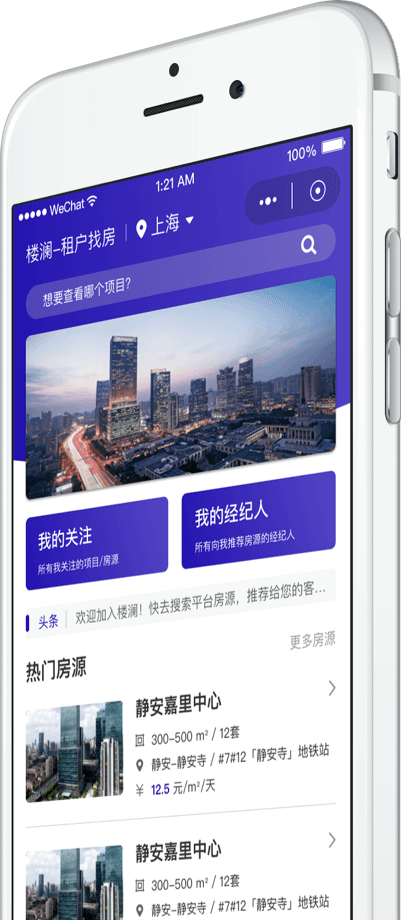 ●●●●● WeChat 1:21 AM 100%
楼澜-租户找房 上海
想要查看哪个项目?
我的关注
所有我关注的项目/房源
我的经纪人
所有向我推荐房源的经纪人
头条 欢迎加入楼澜！快去搜索平台房源，推荐给您的客...
热门房源
更多房源
静安嘉里中心
300-500 m² / 12套
静安-静安寺 / #7#12「静安寺」地铁站
¥ 12.5 元/m²/天
静安嘉里中心
300-500 m² / 12套
静安-静安寺 / #7#12「静安寺」地铁站